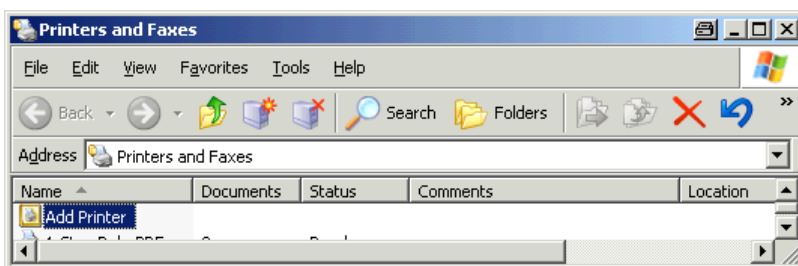 Printers and Faxes
File Edit View Favorites Tools Help
Back Search Folders »
Address Printers and Faxes
Name Documents Status Comments Location
Add Printer